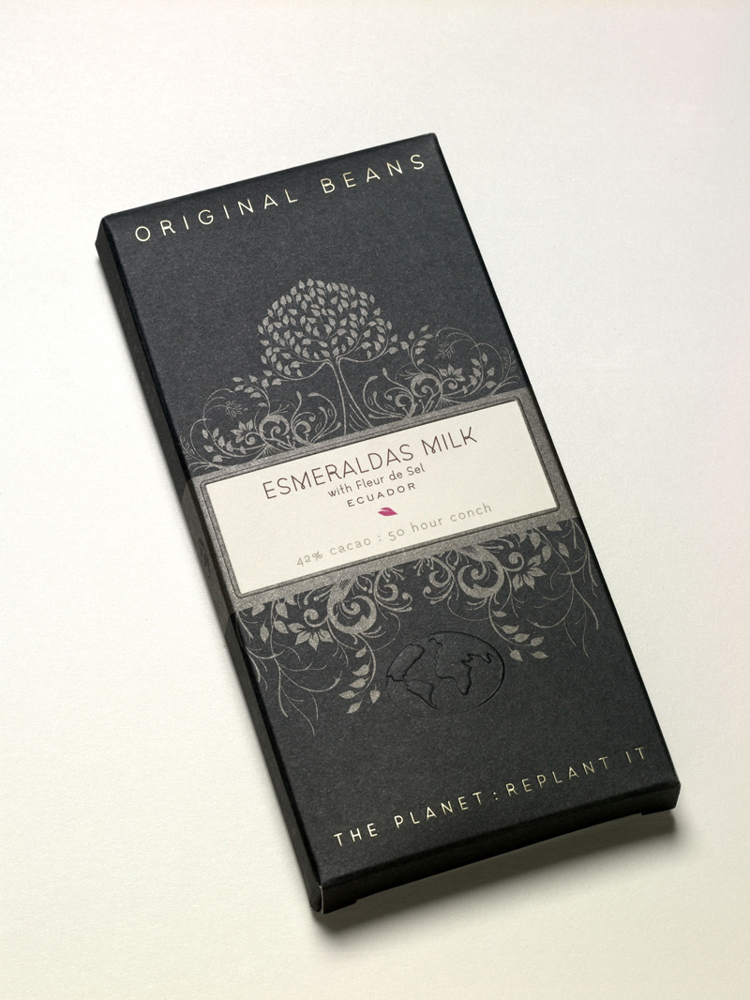 ORIGINAL BEANS
ESMERALDAS MILK
with Fleur de Sel
ECUADOR
42% cacao : 50 hour conch
THE PLANET : REPLANT IT